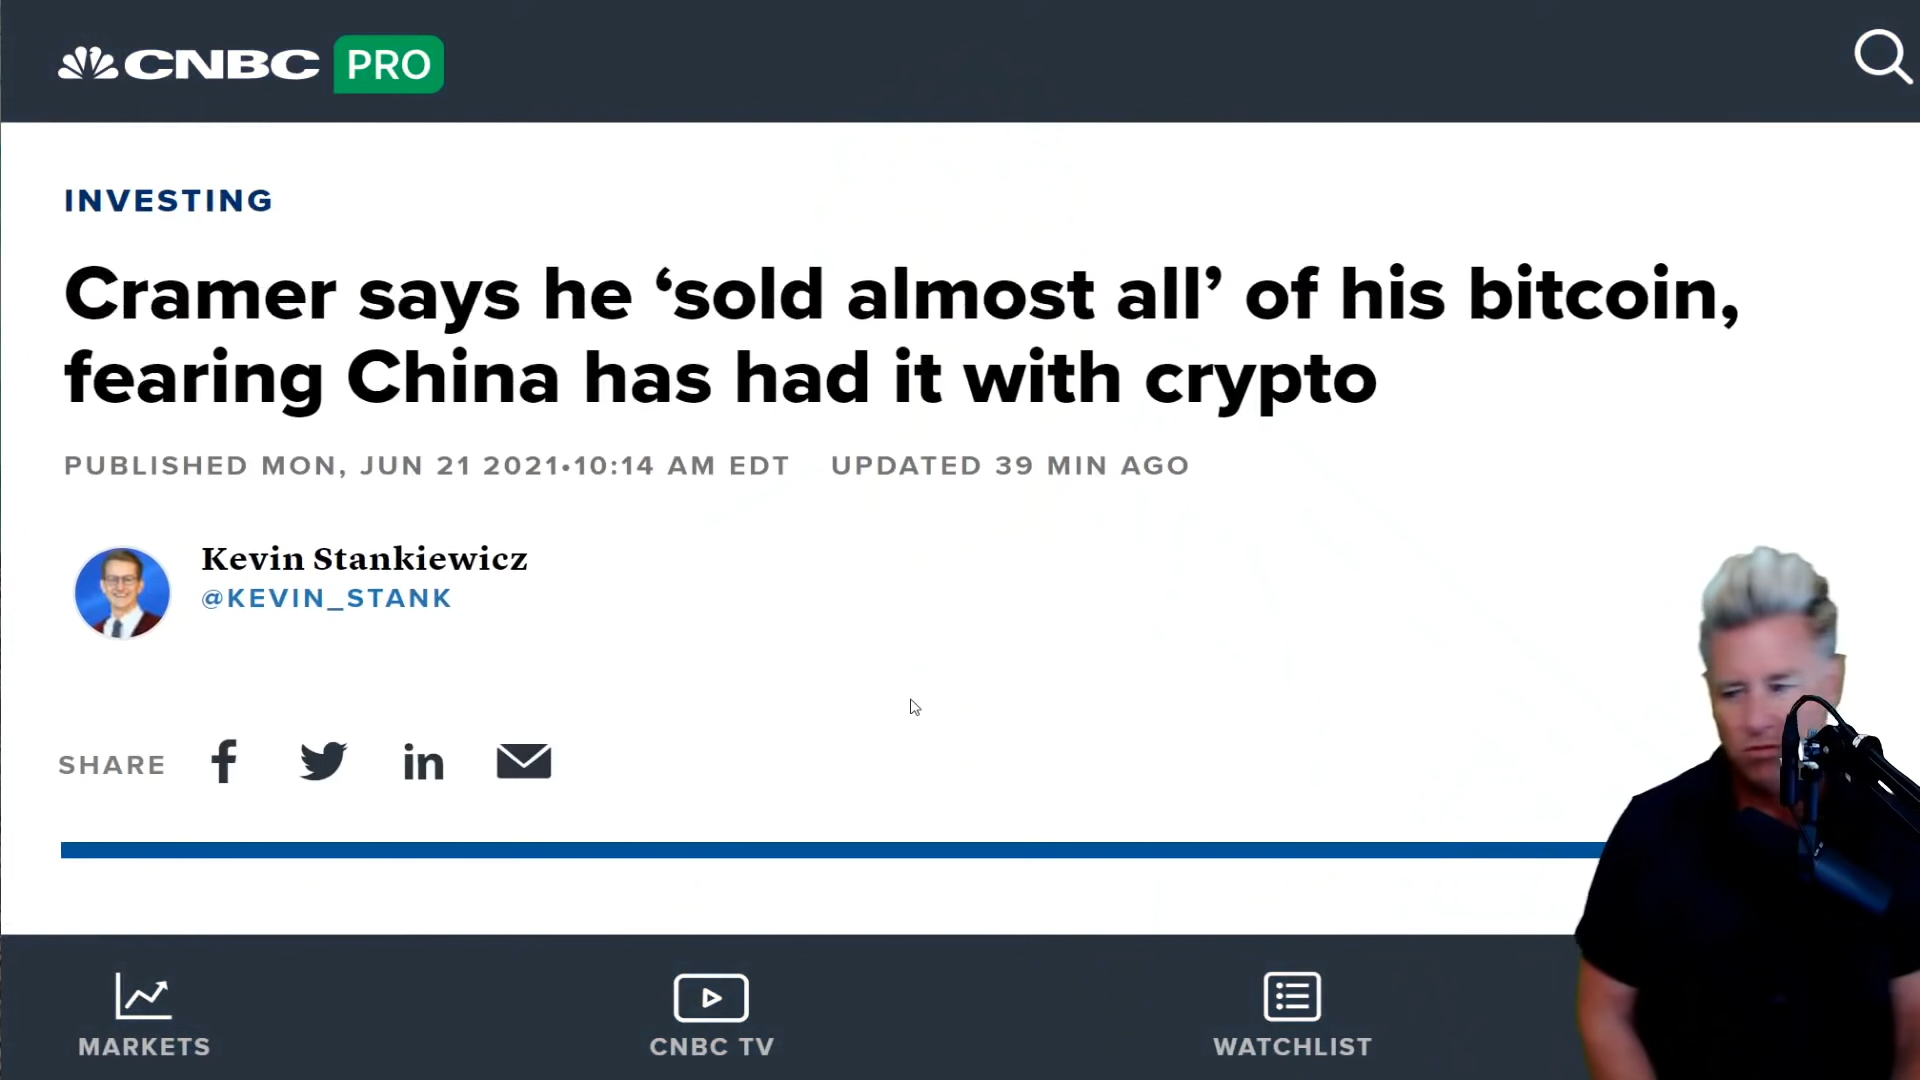 CNBC PRO
INVESTING
Cramer says he ‘sold almost all’ of his bitcoin,
fearing China has had it with crypto
PUBLISHED MON, JUN 21 2021•10:14 AM EDT UPDATED 39 MIN AGO
Kevin Stankiewicz
@KEVIN_STANK
SHARE
MARKETS
CNBC TV
WATCHLIST